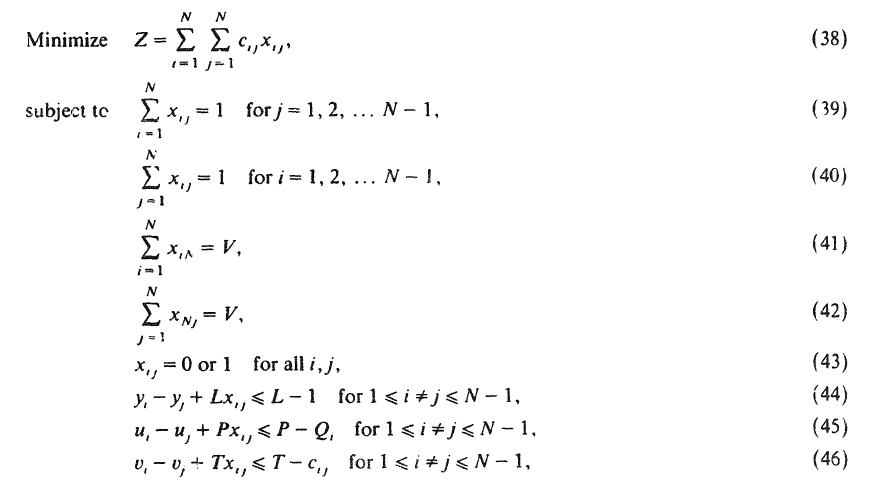 Minimize Z = ∑_{i=1}^{N} ∑_{j=1}^{N} c_{ij} x_{ij}, (38)
subject to ∑_{i=1}^{N} x_{ij} = 1 for j = 1, 2, ... N − 1, (39)
∑_{j=1}^{N} x_{ij} = 1 for i = 1, 2, ... N − 1, (40)
∑_{i=1}^{N} x_{iN} = V, (41)
∑_{j=1}^{N} x_{Nj} = V, (42)
x_{ij} = 0 or 1 for all i, j, (43)
y_i − y_j + Lx_{ij} ⩽ L − 1 for 1 ⩽ i ≠ j ⩽ N − 1, (44)
u_i − u_j + Px_{ij} ⩽ P − Q_i for 1 ⩽ i ≠ j ⩽ N − 1, (45)
v_i − v_j + Tx_{ij} ⩽ T − c_{ij} for 1 ⩽ i ≠ j ⩽ N − 1, (46)